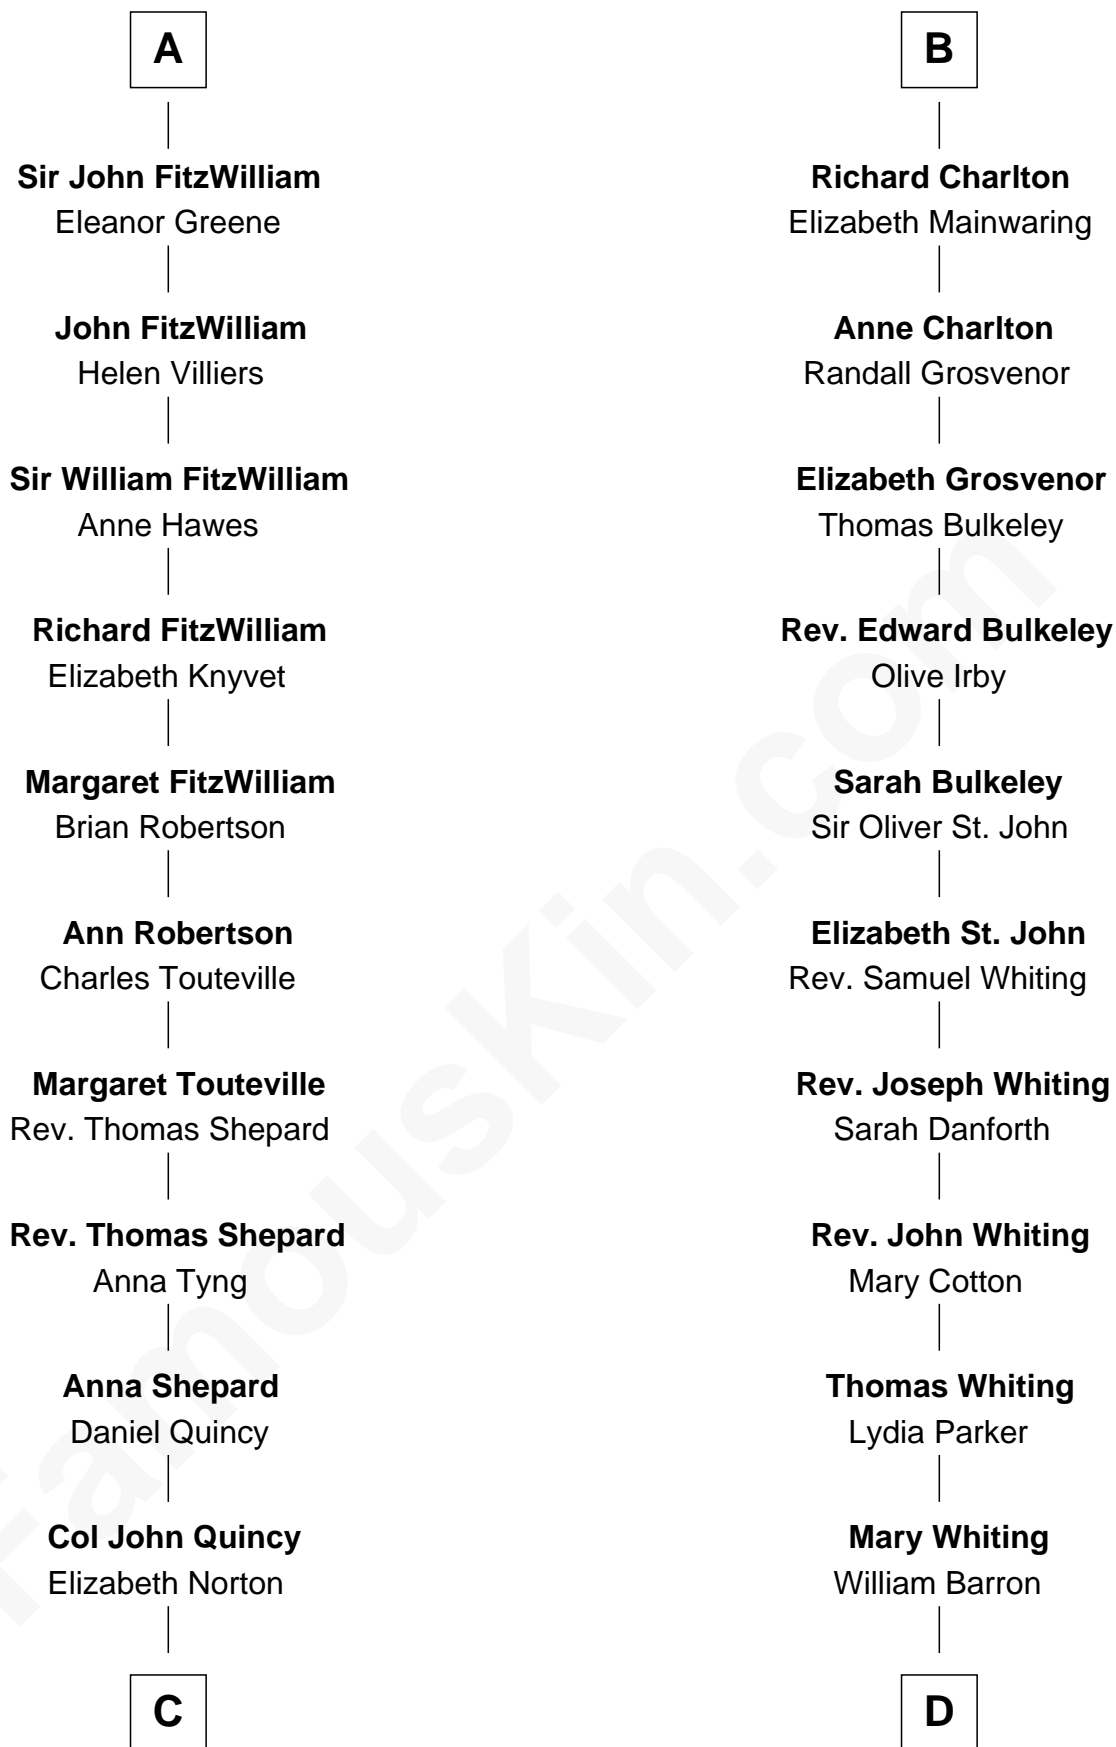 A
Sir John FitzWilliam
Eleanor Greene
John FitzWilliam
Helen Villiers
Sir William FitzWilliam
Anne Hawes
Richard FitzWilliam
Elizabeth Knyvet
Margaret FitzWilliam
Brian Robertson
Ann Robertson
Charles Touteville
Margaret Touteville
Rev. Thomas Shepard
Rev. Thomas Shepard
Anna Tyng
Anna Shepard
Daniel Quincy
Col John Quincy
Elizabeth Norton
C
B
Richard Charlton
Elizabeth Mainwaring
Anne Charlton
Randall Grosvenor
Elizabeth Grosvenor
Thomas Bulkeley
Rev. Edward Bulkeley
Olive Irby
Sarah Bulkeley
Sir Oliver St. John
Elizabeth St. John
Rev. Samuel Whiting
Rev. Joseph Whiting
Sarah Danforth
Rev. John Whiting
Mary Cotton
Thomas Whiting
Lydia Parker
Mary Whiting
William Barron
D
FamousKin.com